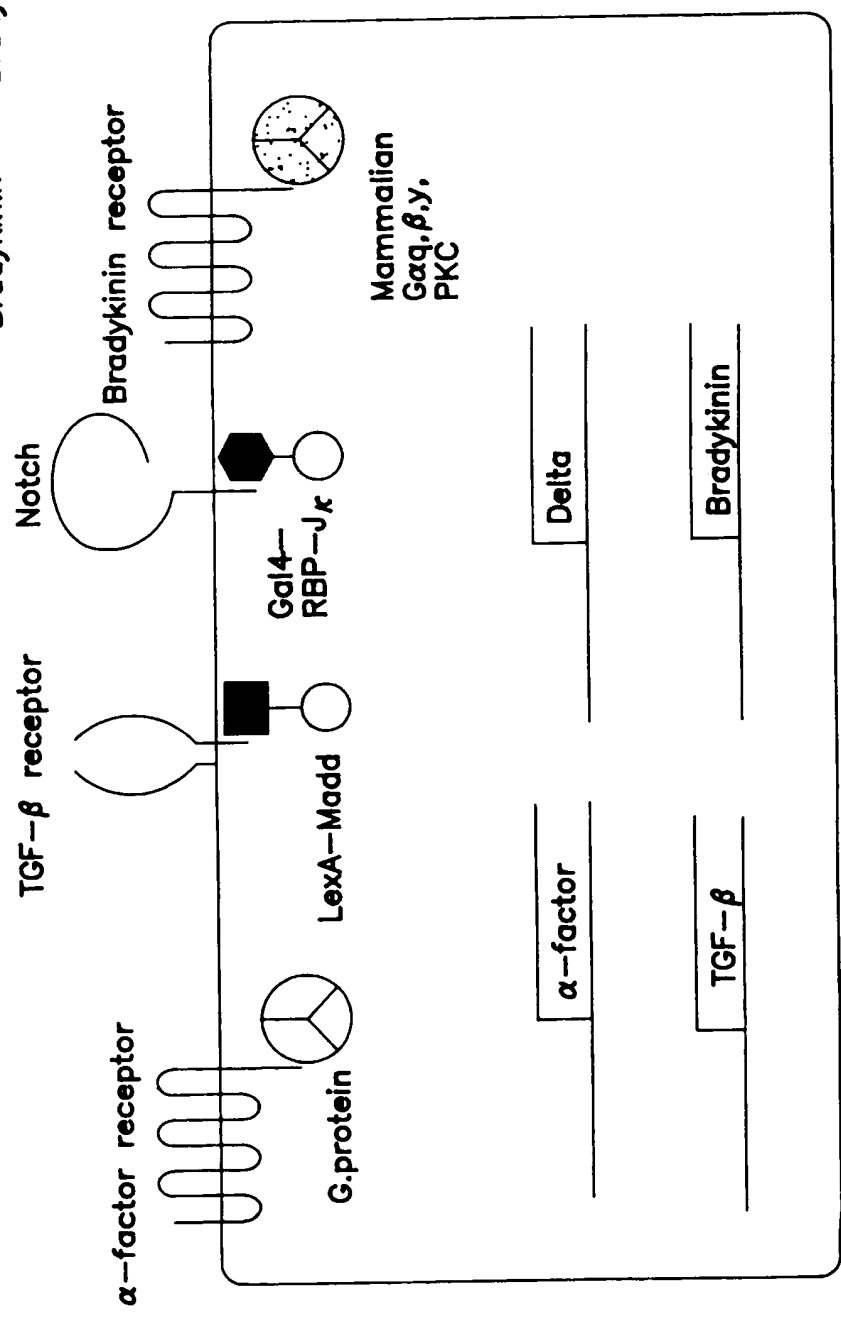 α-factor receptor
TGF-β receptor
Notch
Bradykinin receptor
G.protein
LexA-Madd
Gal4-
RBP-Jκ
Mammalian
Gαq,β,y,
PKC
α-factor
Delta
TGF-β
Bradykinin